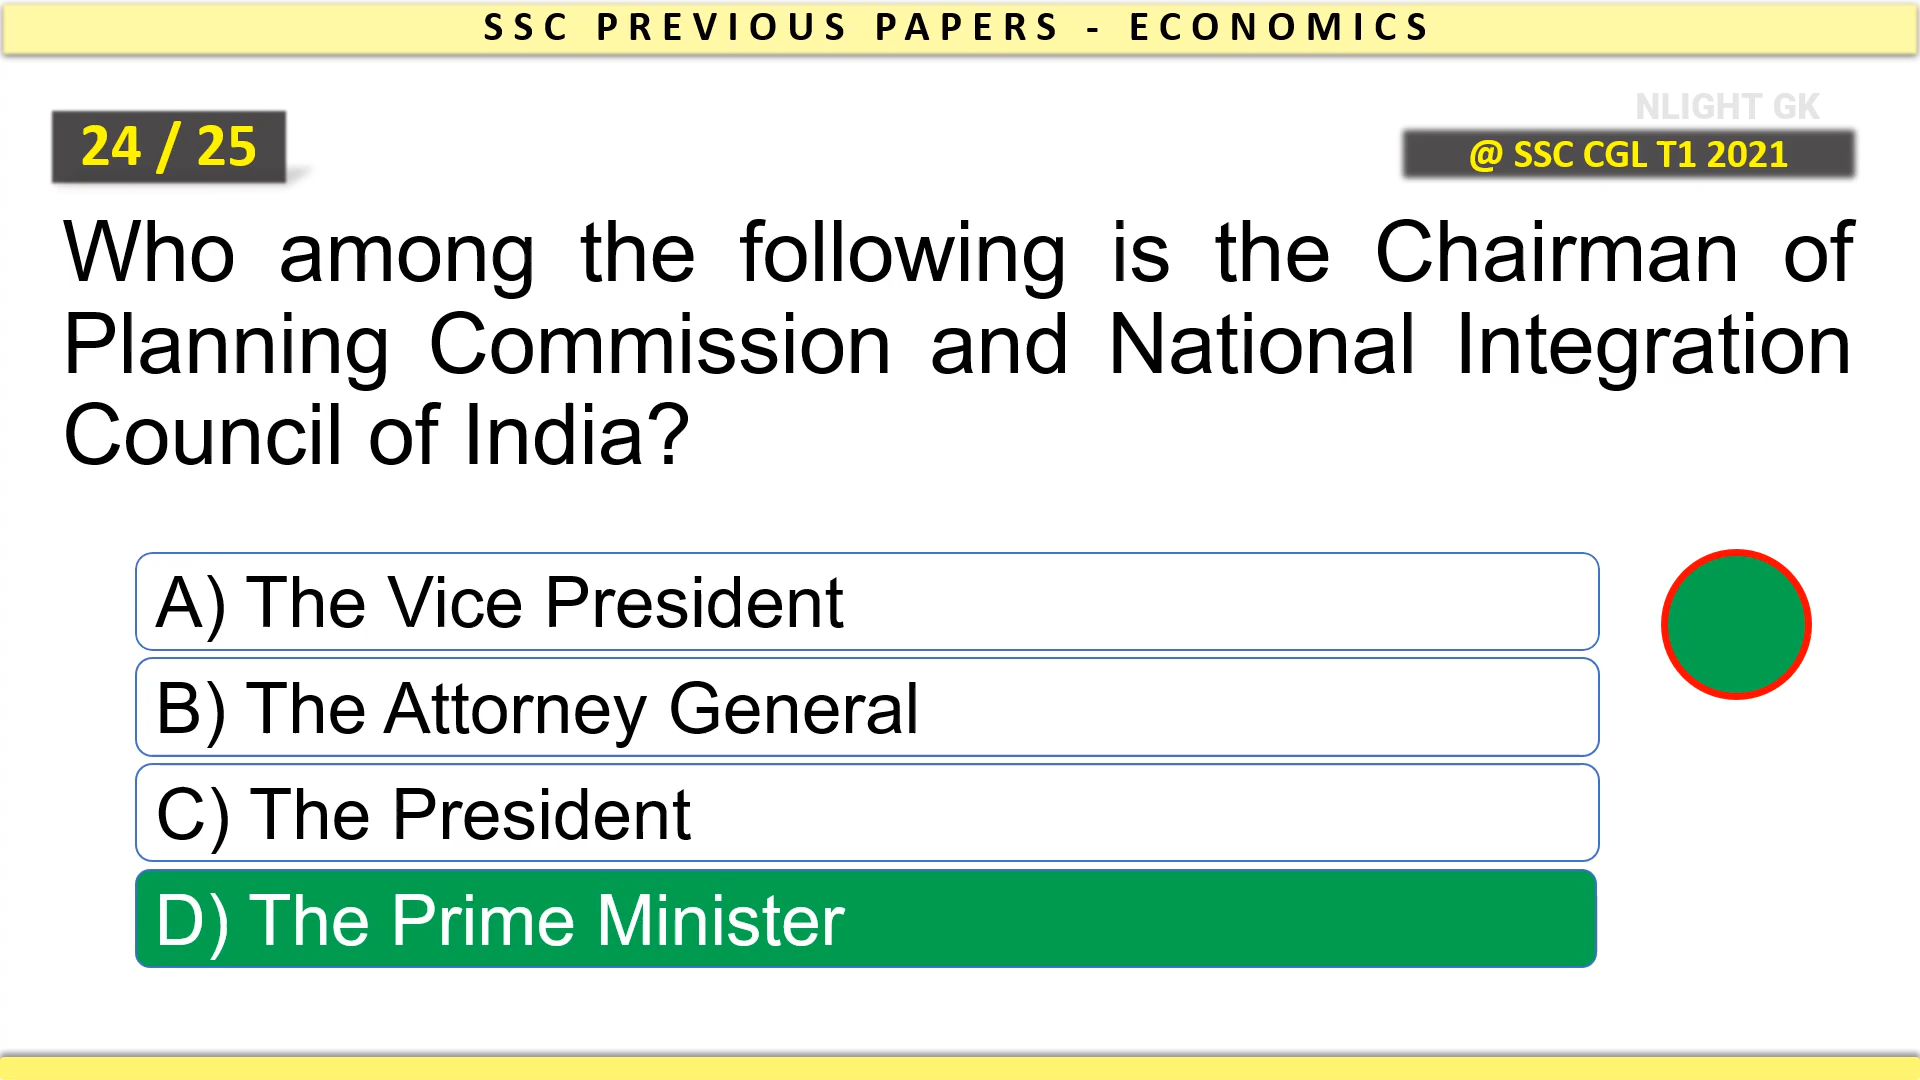 SSC PREVIOUS PAPERS - ECONOMICS
NLIGHT GK
24 / 25
@ SSC CGL T1 2021
Who among the following is the Chairman of
Planning Commission and National Integration
Council of India?
A) The Vice President
B) The Attorney General
C) The President
D) The Prime Minister